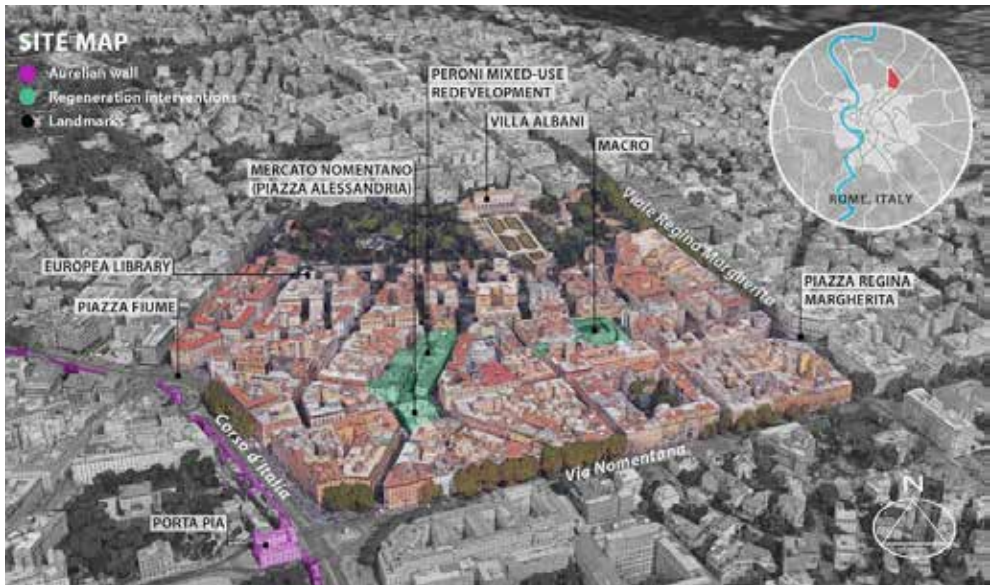 SITE MAP
Aurelian wall
Regeneration interventions
Landmarks
PERONI MIXED-USE
REDEVELOPMENT
VILLA ALBANI
MACRO
MERCATO NOMENTANO
(PIAZZA ALESSANDRIA)
ROME, ITALY
Viale Regina Margherita
EUROPEA LIBRARY
PIAZZA FIUME
PIAZZA REGINA
MARGHERITA
Corso d'Italia
Via Nomentana
PORTA PIA
N